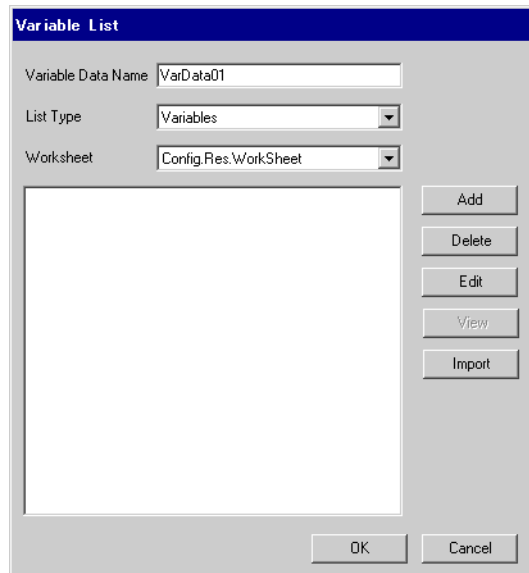 Variable List
Variable Data Name VarData01
List Type Variables
Worksheet Config.Res.WorkSheet
Add
Delete
Edit
View
Import
OK Cancel